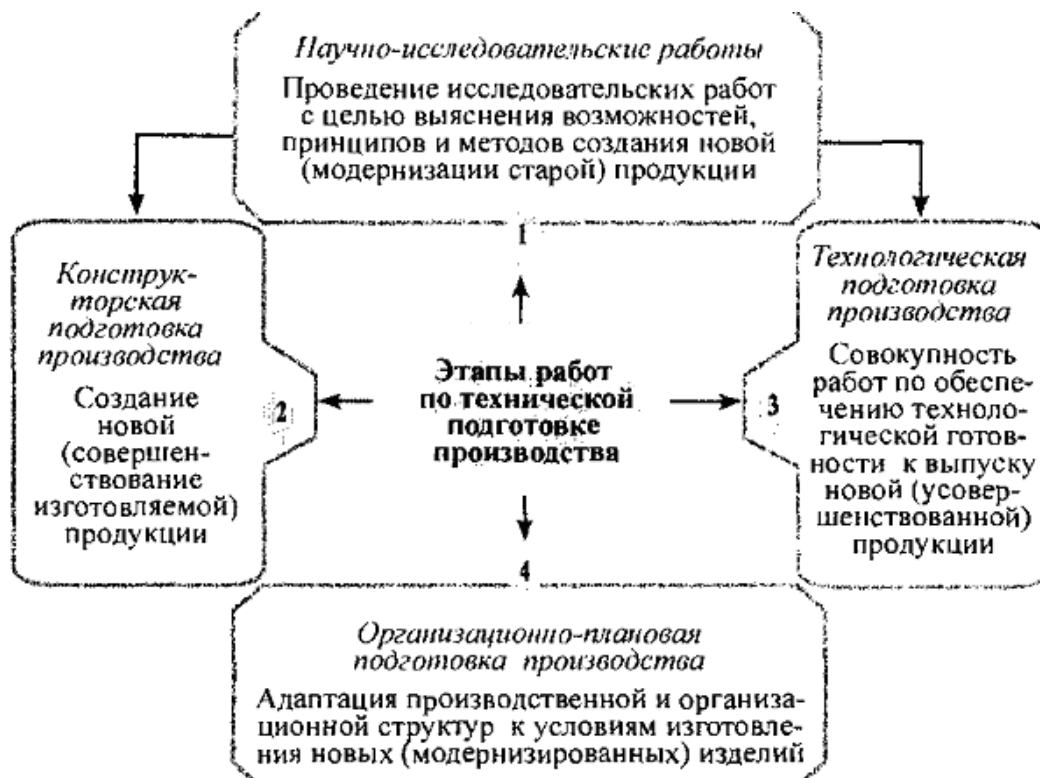 Научно-исследовательские работы
Проведение исследовательских работ
с целью выяснения возможностей,
принципов и методов создания новой
(модернизации старой) продукции
1
Конструк-
торская
подготовка
производства
Создание
новой
(совершен-
ствование
изготовляемой)
продукции
2
Этапы работ
по технической
подготовке
производства
3
Технологическая
подготовка
производства
Совокупность
работ по обеспе-
чению техноло-
гической готов-
ности к выпуску
новой (усовер-
шенствованной)
продукции
4
Организационно-плановая
подготовка производства
Адаптация производственной и организа-
ционной структур к условиям изготовле-
ния новых (модернизированных) изделий